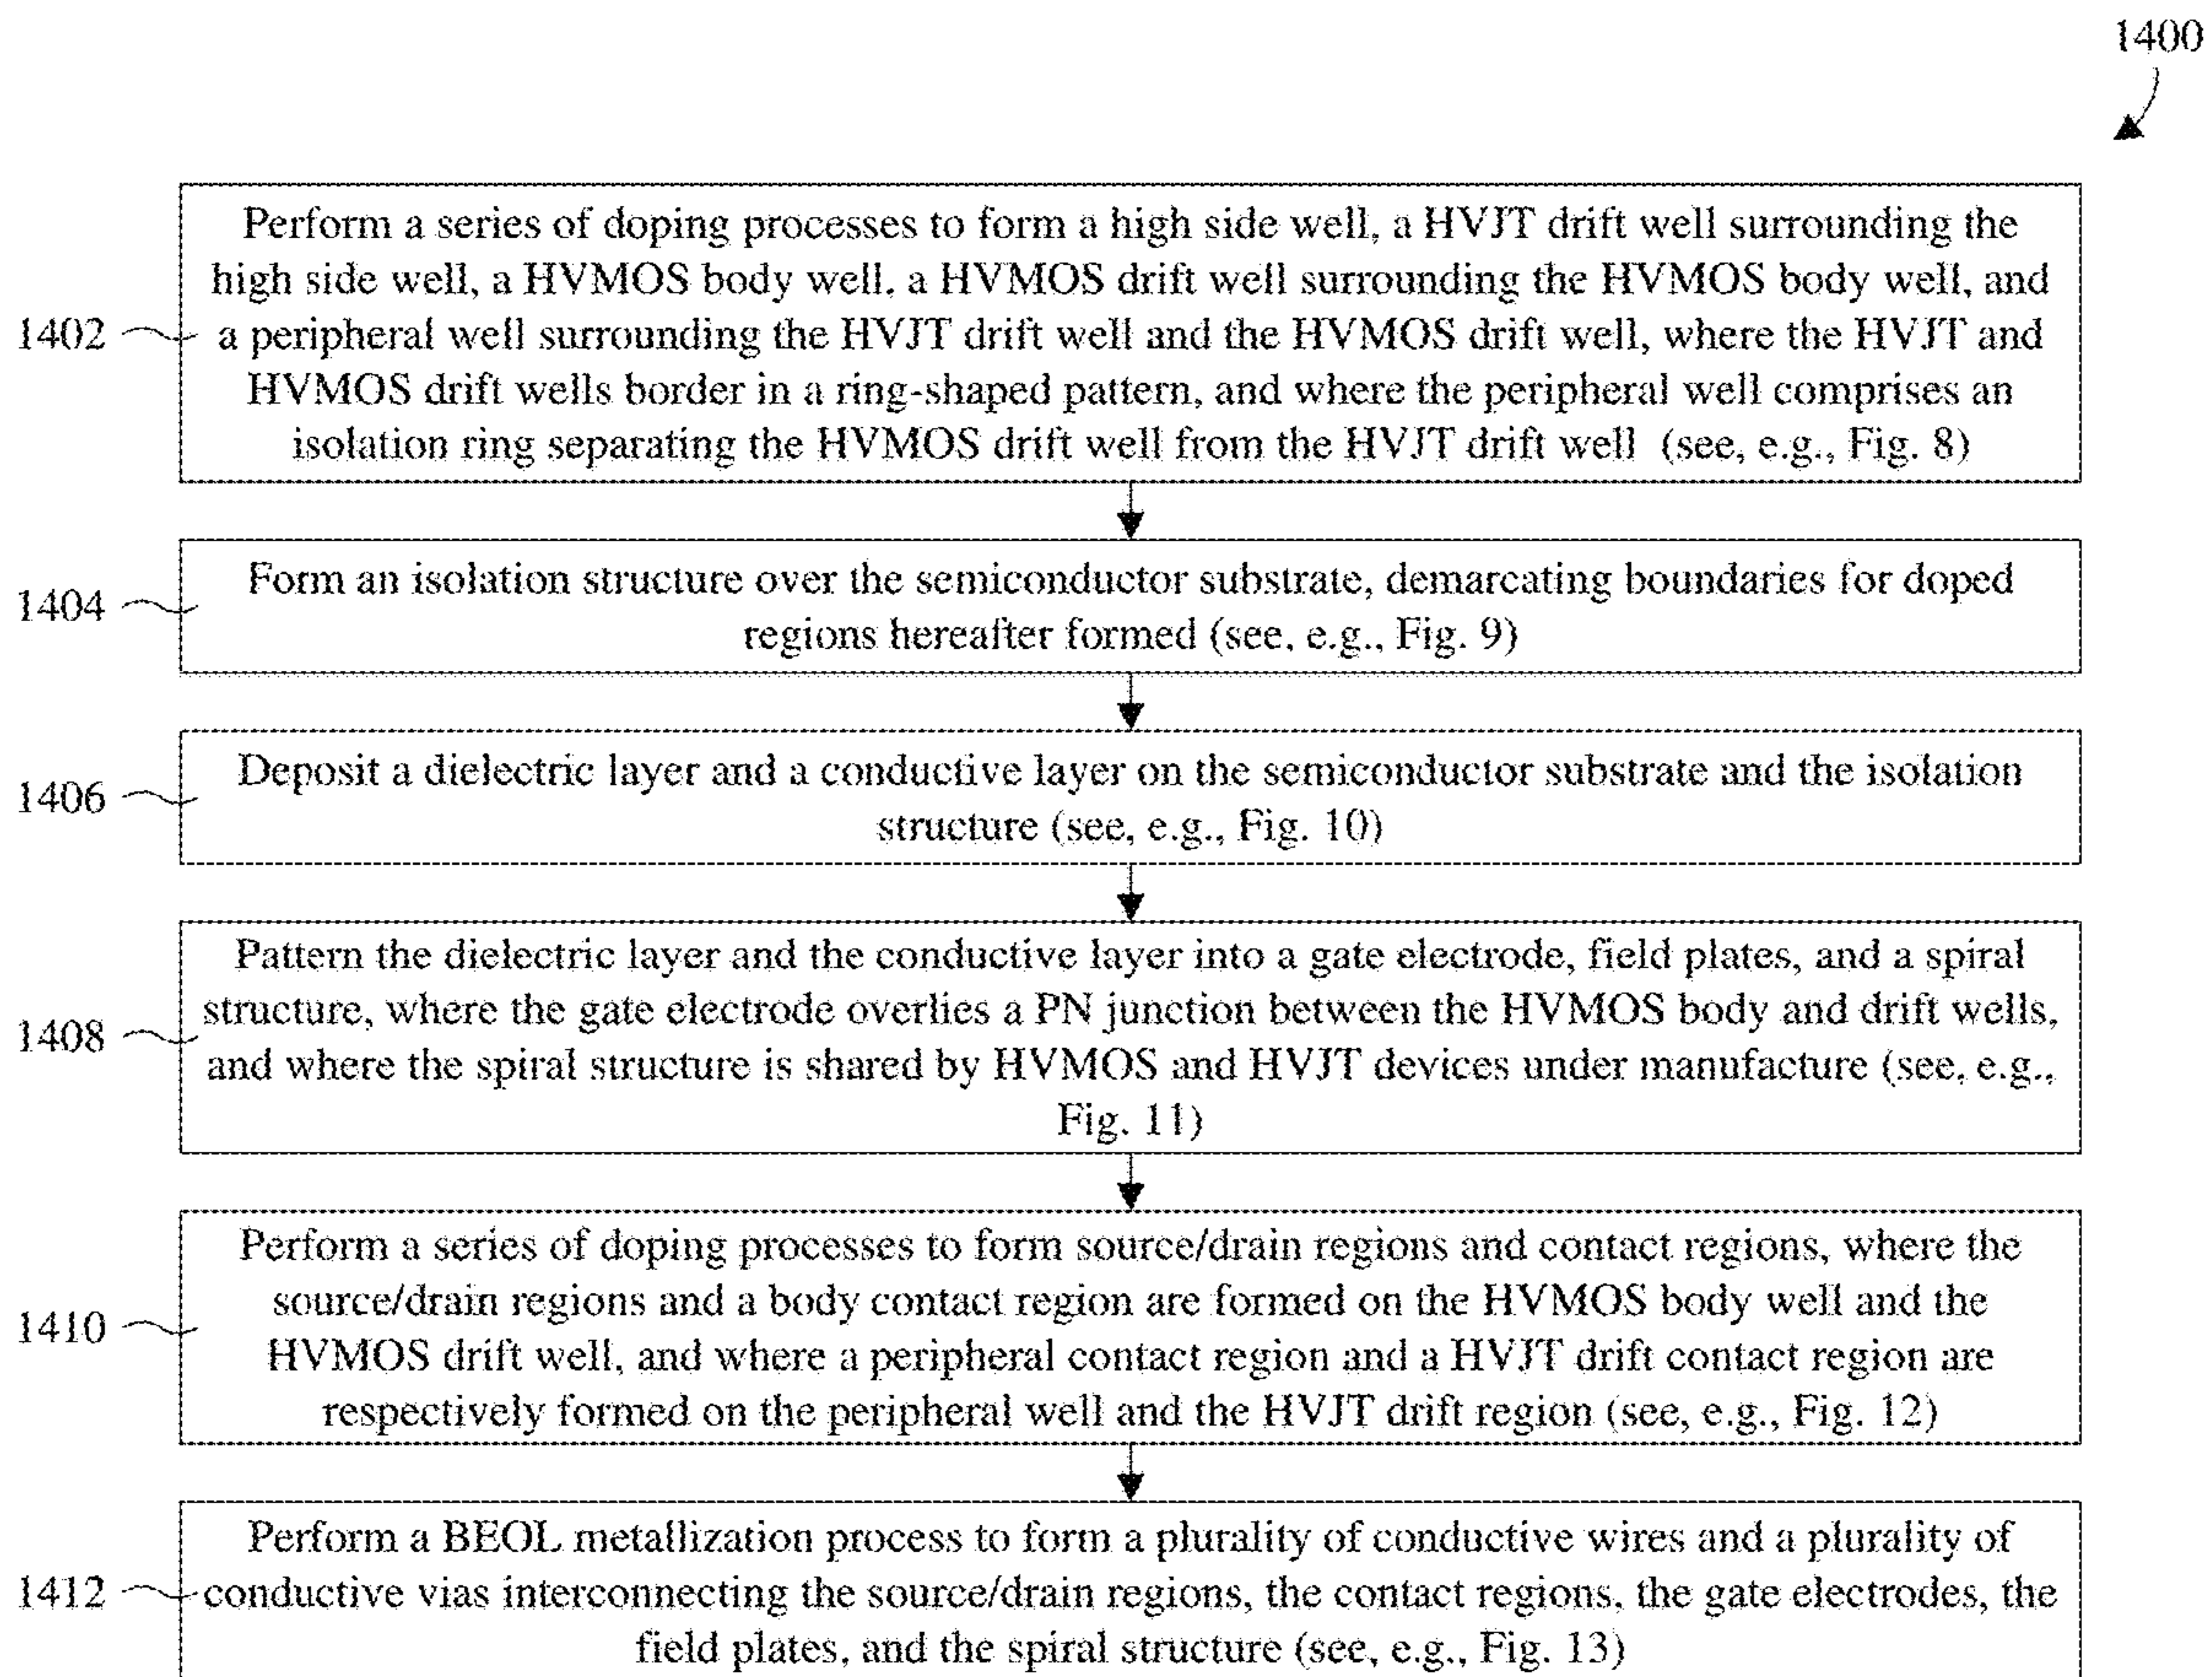 1400
Perform a series of doping processes to form a high side well, a HVJT drift well surrounding the
high side well, a HVMOS body well, a HVMOS drift well surrounding the HVMOS body well, and
1402
a peripheral well surrounding the HVJT drift well and the HVMOS drift well, where the HVJT and
HVMOS drift wells border in a ring-shaped pattern, and where the peripheral well comprises an
isolation ring separating the HVMOS drift well from the HVJT drift well (see, e.g., Fig. 8)
Form an isolation structure over the semiconductor substrate, demarcating boundaries for doped
1404
regions hereafter formed (see, e.g., Fig. 9)
Deposit a dielectric layer and a conductive layer on the semiconductor substrate and the isolation
1406
structure (see, e.g., Fig. 10)
Pattern the dielectric layer and the conductive layer into a gate electrode, field plates, and a spiral
structure, where the gate electrode overlies a PN junction between the HVMOS body and drift wells,
1408
and where the spiral structure is shared by HVMOS and HVJT devices under manufacture (see, e.g.,
Fig. 11)
Perform a series of doping processes to form source/drain regions and contact regions, where the
source/drain regions and a body contact region are formed on the HVMOS body well and the
1410
HVMOS drift well, and where a peripheral contact region and a HVJT drift contact region are
respectively formed on the peripheral well and the HVJT drift region (see, e.g., Fig. 12)
Perform a BEOL metallization process to form a plurality of conductive wires and a plurality of
1412
conductive vias interconnecting the source/drain regions, the contact regions, the gate electrodes, the
field plates, and the spiral structure (see, e.g., Fig. 13)